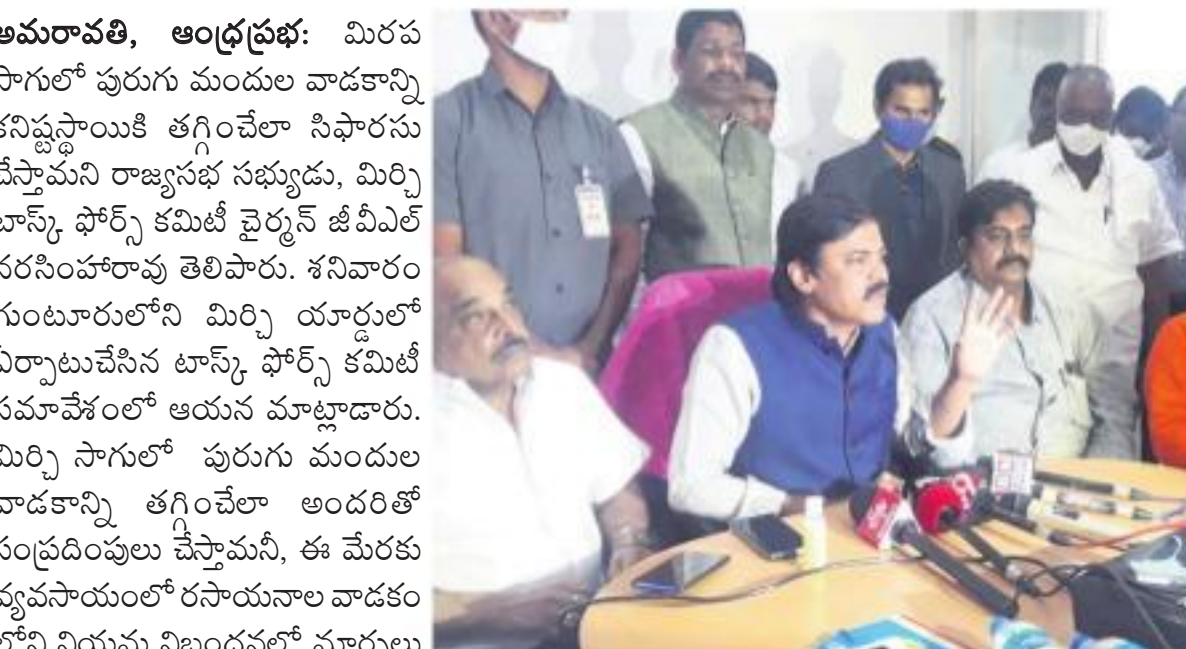 అమరావతి, ఆంధ్రప్రభ: మిరప
సాగులో పురుగు మందుల వాడకాన్ని
కనిష్టస్థాయికి తగ్గించేలా సిఫారసు
చేస్తామని రాజ్యసభ సభ్యుడు, మిర్చి
టాస్క్ ఫోర్స్ కమిటీ చైర్మన్ జీవీఎల్
నరసింహారావు తెలిపారు. శనివారం
గుంటూరులోని మిర్చి యార్డులో
ఏర్పాటుచేసిన టాస్క్ ఫోర్స్ కమిటీ
సమావేశంలో ఆయన మాట్లాడారు.
మిర్చి సాగులో పురుగు మందుల
వాడకాన్ని తగ్గించేలా అందరితో
సంప్రదింపులు చేస్తామనీ, ఈ మేరకు
వ్యవసాయంలో రసాయనాల వాడకం